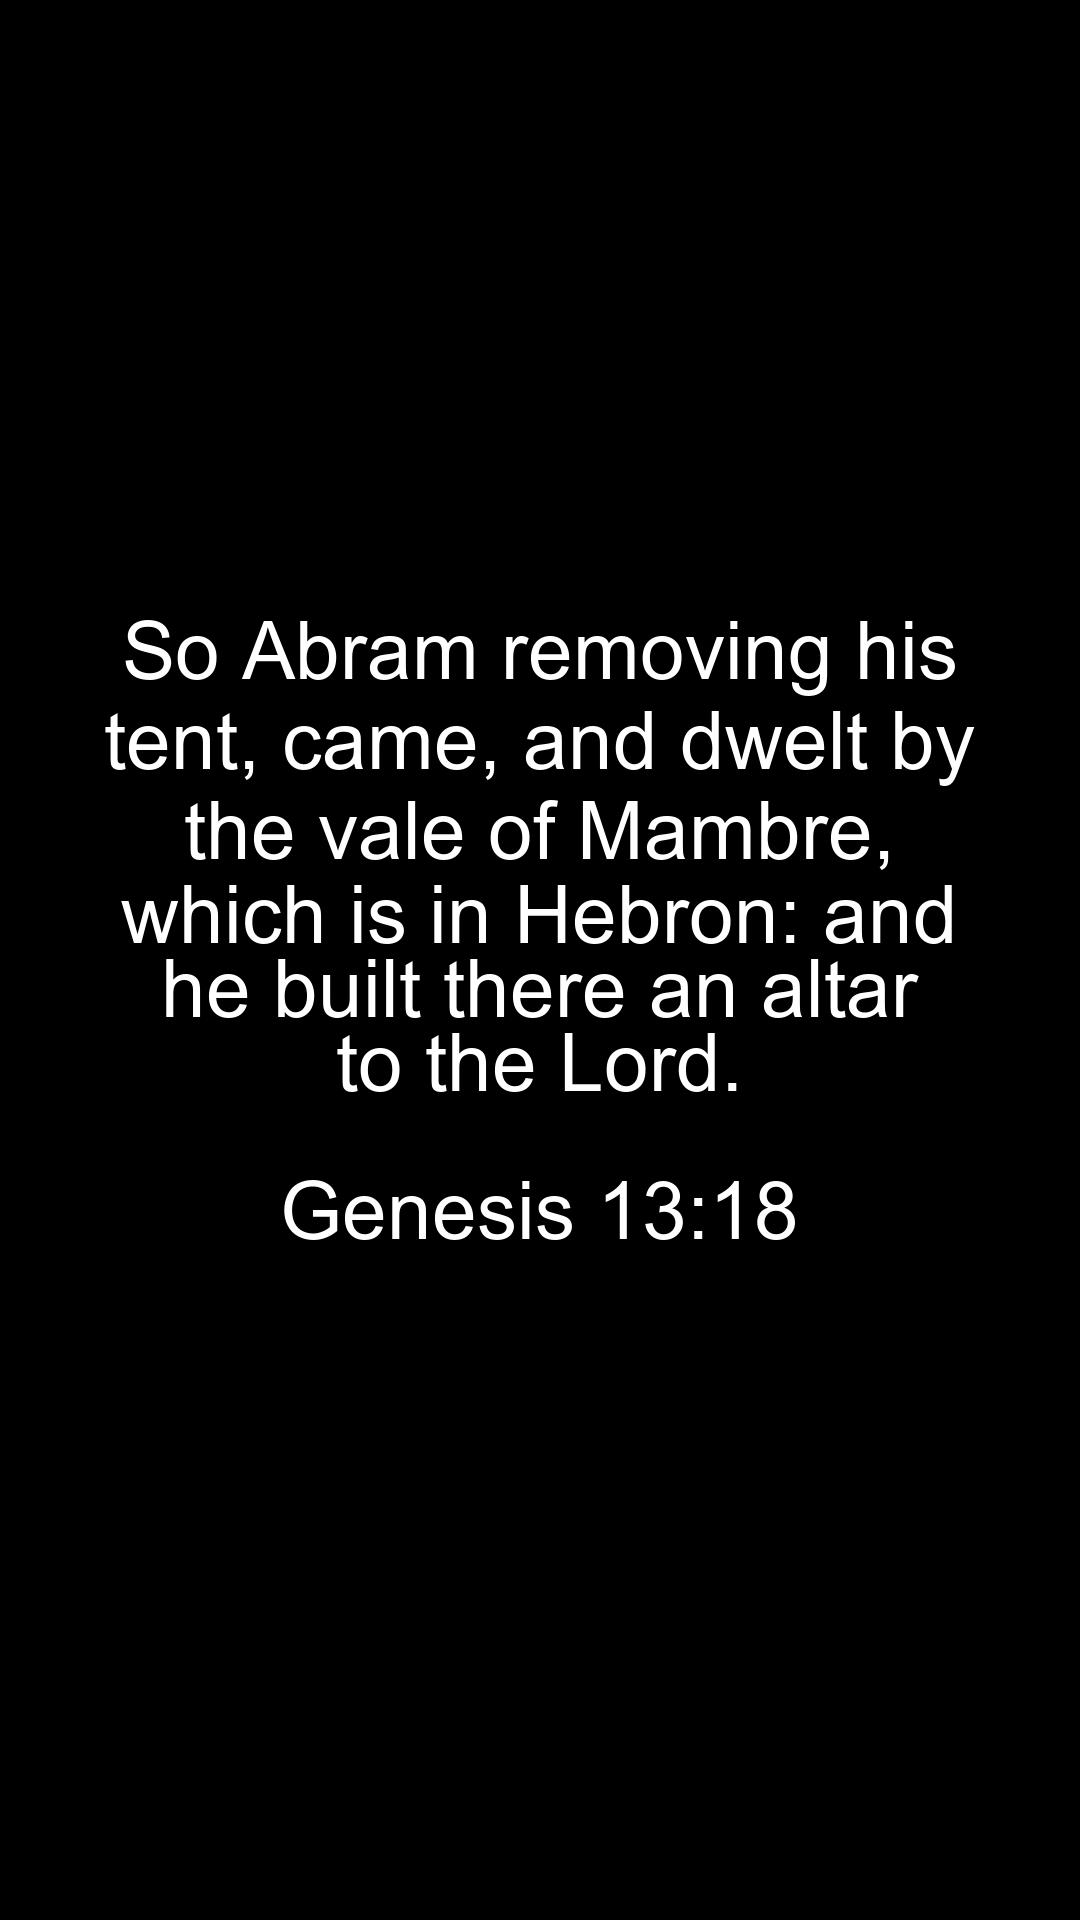 So Abram removing his
tent, came, and dwelt by
the vale of Mambre,
which is in Hebron: and
he built there an altar
to the Lord.
Genesis 13:18